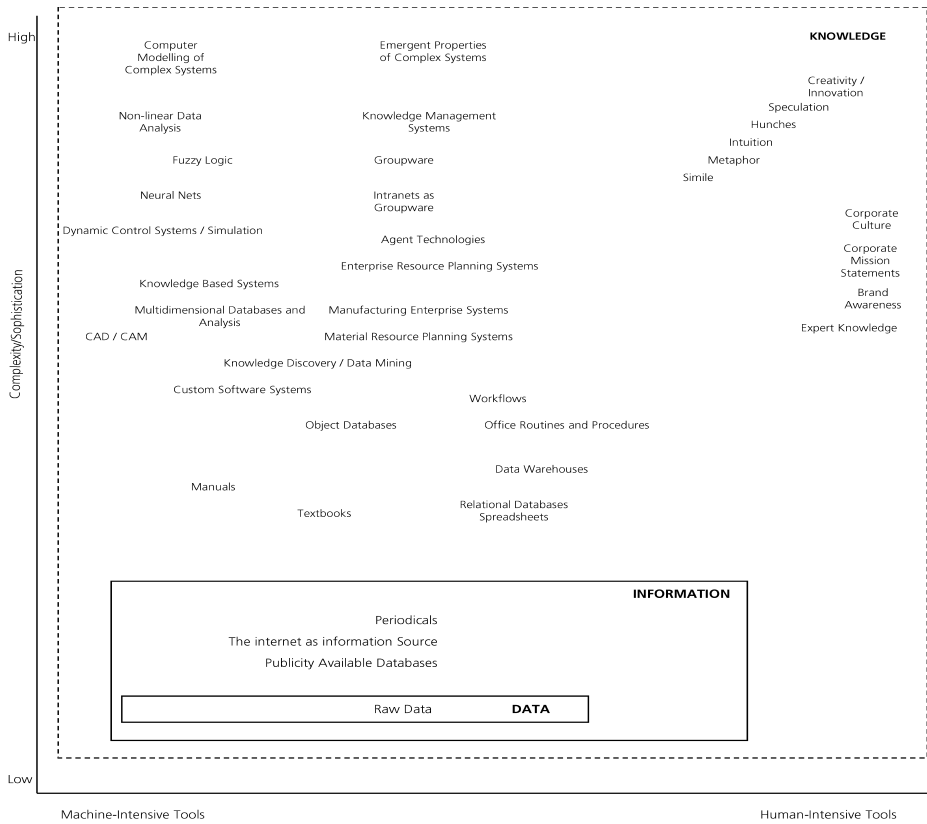 High
KNOWLEDGE
Computer
Modelling of
Complex Systems
Emergent Properties
of Complex Systems
Creativity /
Innovation
Speculation
Hunches
Intuition
Metaphor
Simile
Non-linear Data
Analysis
Knowledge Management
Systems
Fuzzy Logic
Groupware
Neural Nets
Intranets as
Groupware
Corporate
Culture
Dynamic Control Systems / Simulation
Agent Technologies
Corporate
Mission
Statements
Enterprise Resource Planning Systems
Knowledge Based Systems
Brand
Awareness
Multidimensional Databases and
Analysis
Manufacturing Enterprise Systems
Expert Knowledge
CAD / CAM
Material Resource Planning Systems
Knowledge Discovery / Data Mining
Custom Software Systems
Workflows
Object Databases
Office Routines and Procedures
Data Warehouses
Manuals
Textbooks
Relational Databases
Spreadsheets
Complexity/Sophistication
INFORMATION
Periodicals
The internet as information Source
Publicity Available Databases
Raw Data
DATA
Low
Machine-Intensive Tools
Human-Intensive Tools